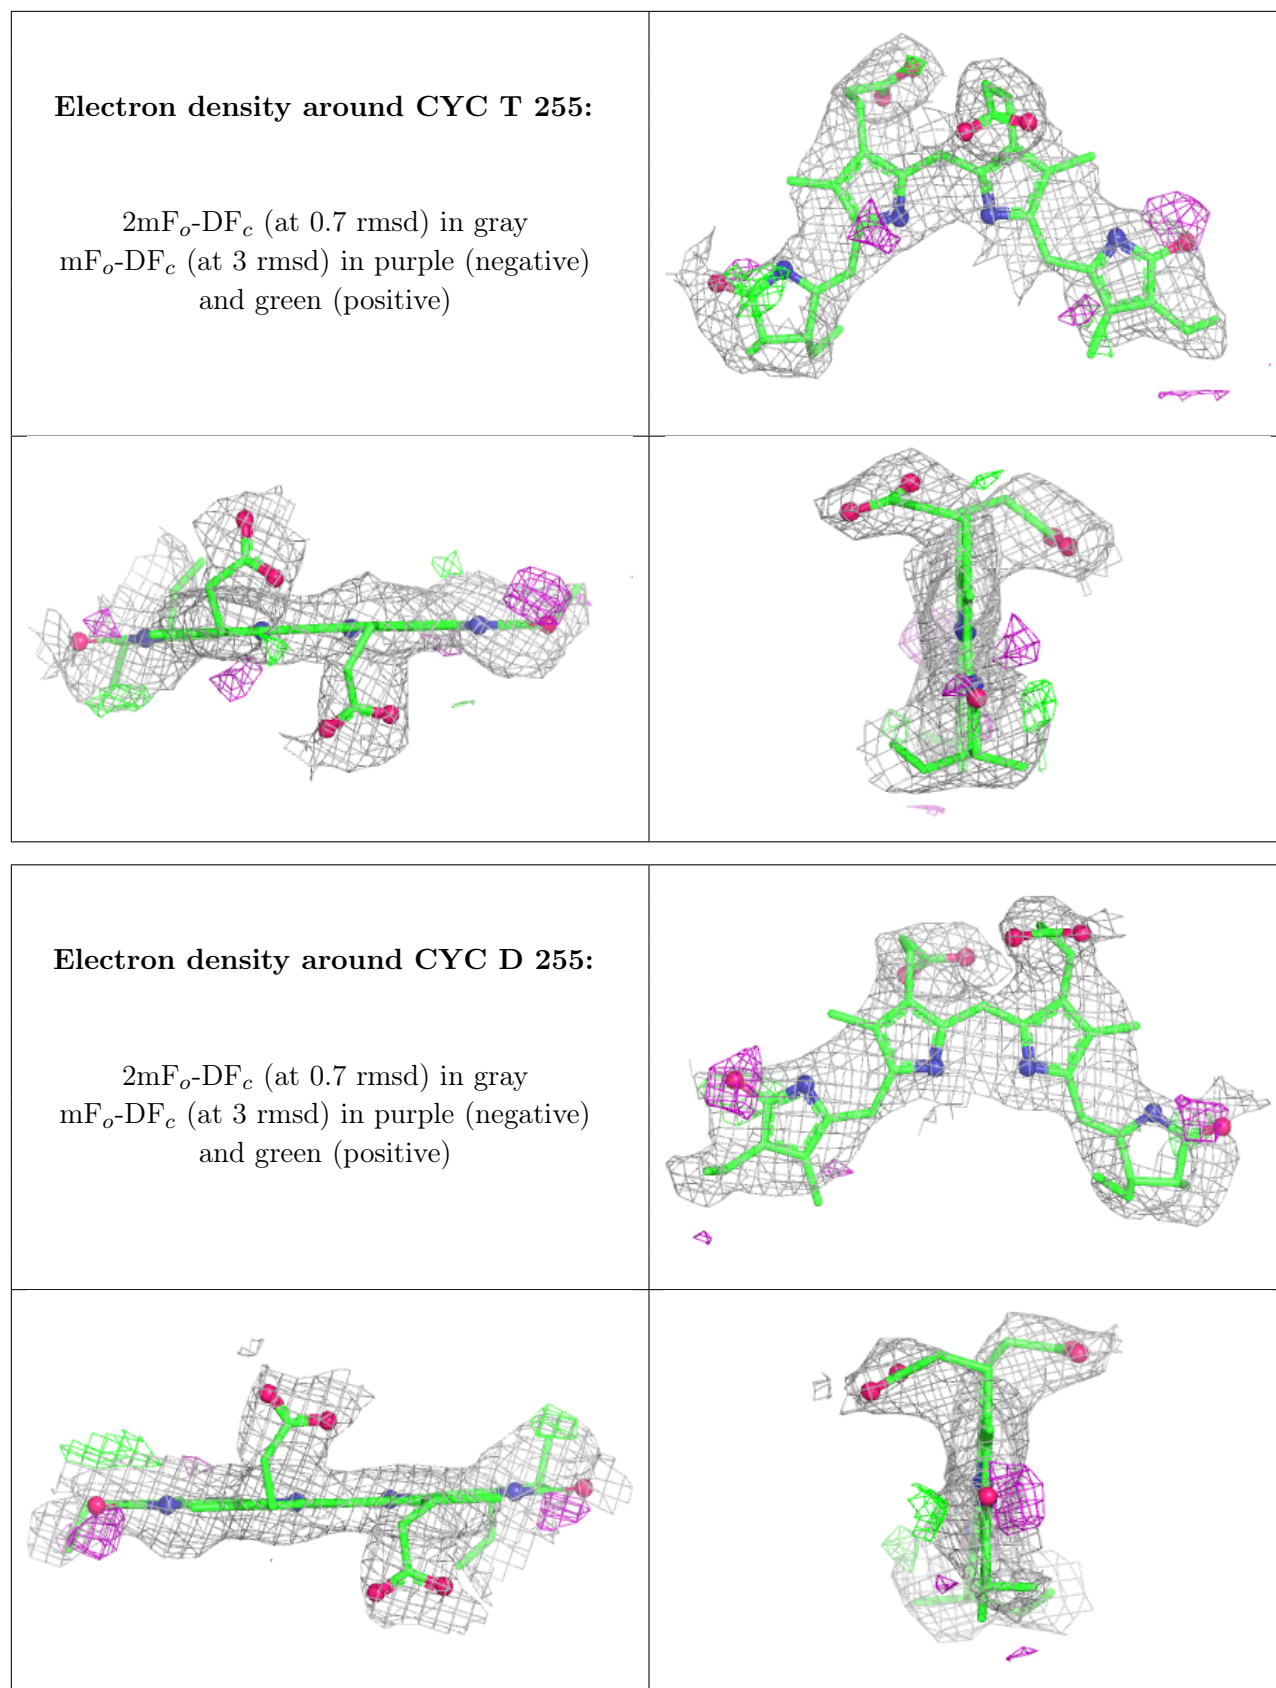 Electron density around CYC T 255:
2mFo-DFc (at 0.7 rmsd) in gray
mFo-DFc (at 3 rmsd) in purple (negative)
and green (positive)
Electron density around CYC D 255:
2mFo-DFc (at 0.7 rmsd) in gray
mFo-DFc (at 3 rmsd) in purple (negative)
and green (positive)